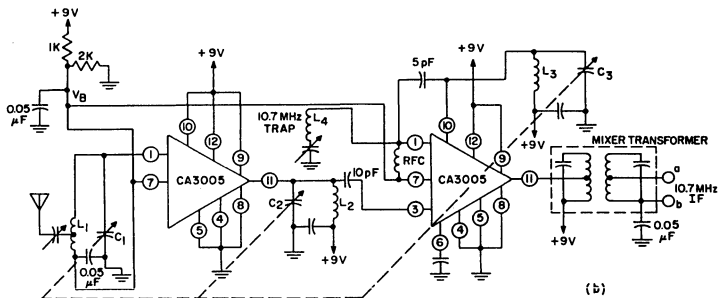 +9V
1K
2K
VB
0.05
μF
+9V
10
12
9
1
7
CA3005
11
5
4
8
L1
C1
0.05
μF
10.7 MHz
TRAP
L4
C2
L2
10pF
+9V
5 pF
+9V
10
12
9
1
RFC
7
3
CA3005
11
6
4
5
8
L3
C3
+9V
MIXER TRANSFORMER
a
10.7 MHz
IF
b
0.05
μF
+9V
(b)